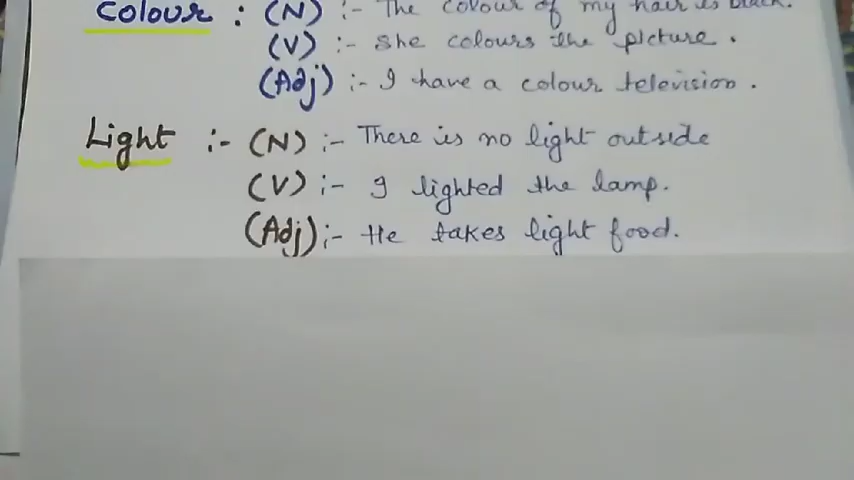 Colour : (N) :- The colour of my hair is black.
(V) :- She colours the picture.
(Adj) :- I have a colour television.
Light :- (N) :- There is no light outside
(V) :- I lighted the lamp.
(Adj) :- He takes light food.